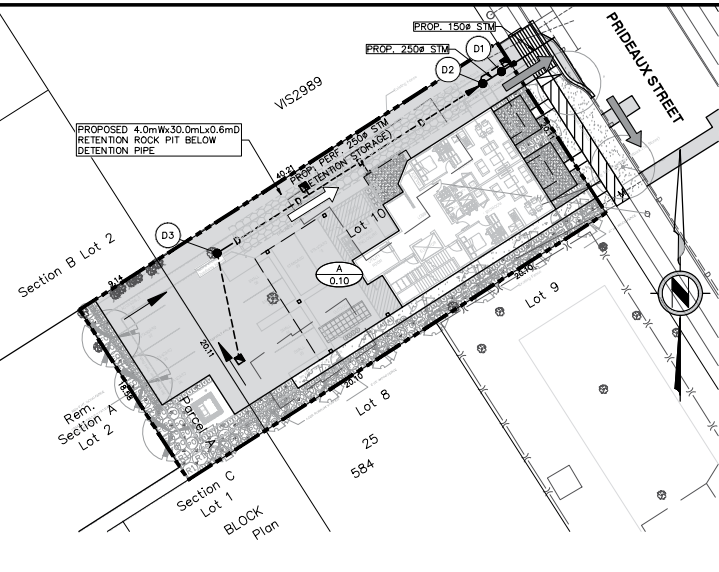 PROP. 150ø STM
PROP. 250ø STM
D1
D2
PRIDEAUX STREET
VIS2989
PROPOSED 4.0mWx30.0mLx0.6mD
RETENTION ROCK PIT BELOW
DETENTION PIPE
PROP. PERF. 250ø STM
(DETENTION STORAGE)
40.21
D
D
D
D3
Lot 10
A
0.10
Section B Lot 2
9.14
20.11
20.10
Lot 9
Rem.
Section A
Lot 2
Parcel A
20.10
Lot 8
25
584
Section C
Lot 1
BLOCK
Plan